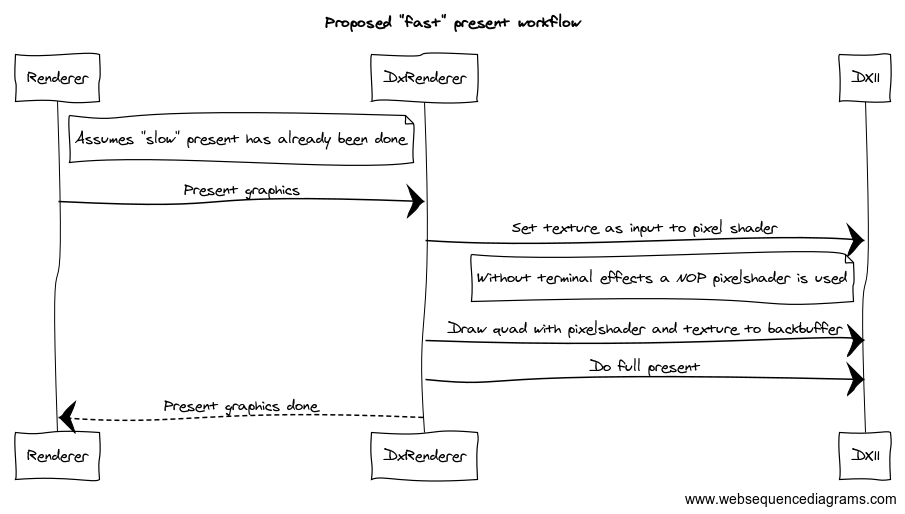 Proposed "fast" present workflow
Renderer
DxRenderer
DX11
Assumes "slow" present has already been done
Present graphics
Set texture as input to pixel shader
Without terminal effects a NOP pixelshader is used
Draw quad with pixelshader and texture to backbuffer
Do full present
Present graphics done
Renderer
DxRenderer
DX11
www.websequencediagrams.com